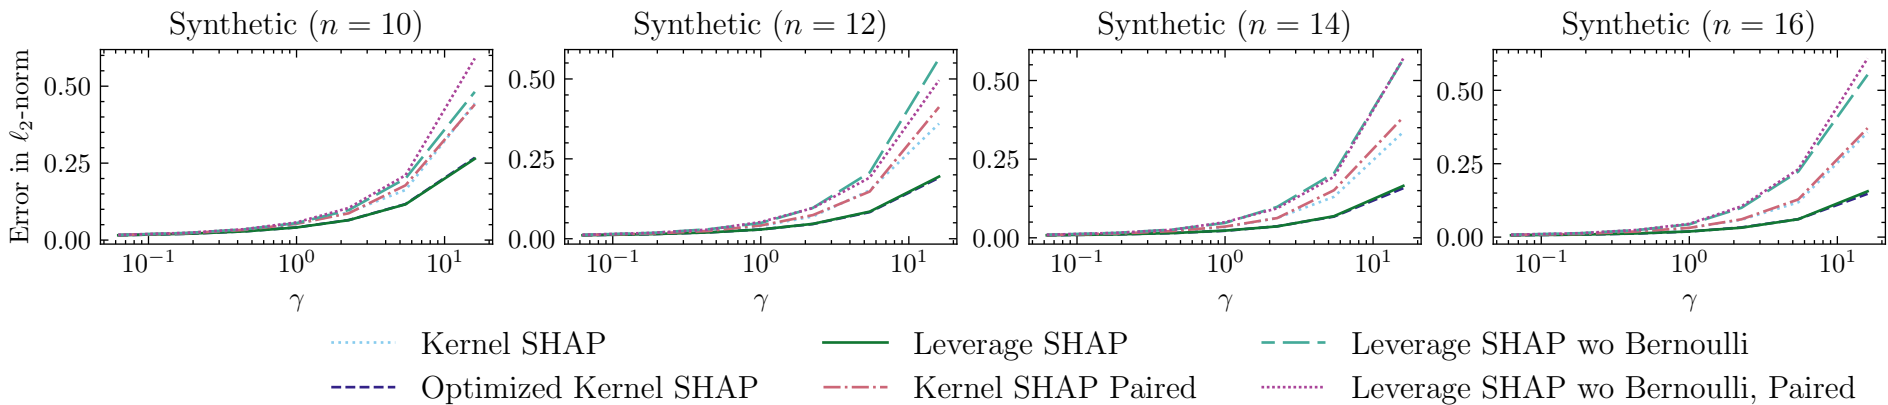 Synthetic (n = 10) Synthetic (n = 12) Synthetic (n = 14) Synthetic (n = 16)
Error in ℓ₂-norm
0.50 0.50 0.50 0.50
0.25 0.25 0.25 0.25
0.00 0.00 0.00 0.00
10⁻¹ 10⁰ 10¹ 10⁻¹ 10⁰ 10¹ 10⁻¹ 10⁰ 10¹ 10⁻¹ 10⁰ 10¹
γ γ γ γ
Kernel SHAP Leverage SHAP Leverage SHAP wo Bernoulli
Optimized Kernel SHAP Kernel SHAP Paired Leverage SHAP wo Bernoulli, Paired